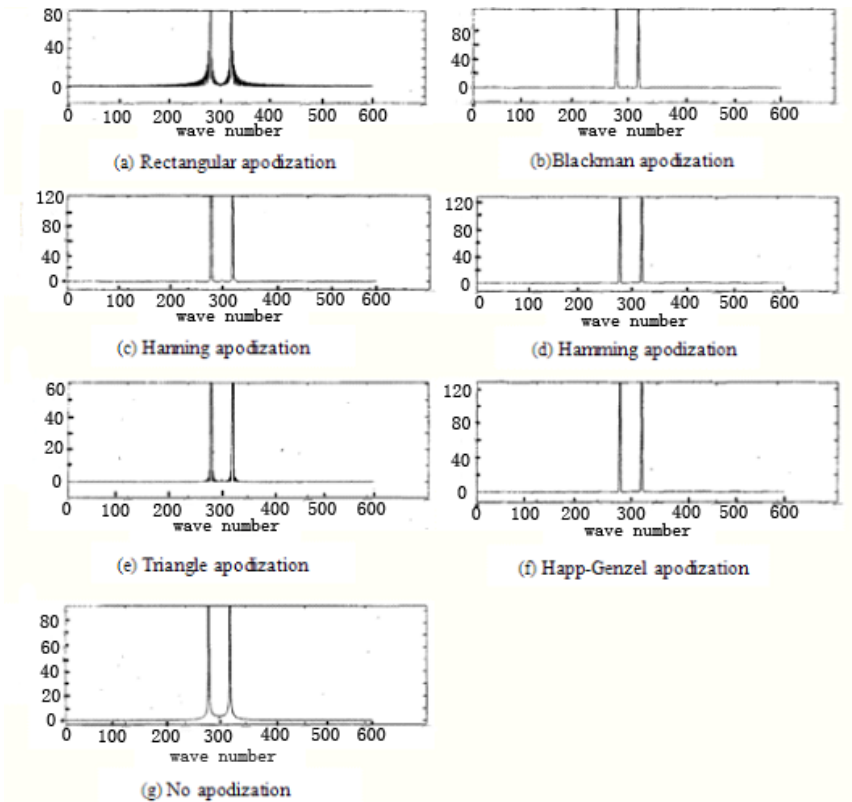 80
40
0
0 100 200 300 400 500 600
wave number
(a) Rectangular apodization
80
40
0
0 100 200 300 400 500 600
wave number
(b)Blackman apodization
120
80
40
0
0 100 200 300 400 500 600
wave number
(c) Hanning apodization
120
80
40
0
0 100 200 300 400 500 600
wave number
(d) Hamming apodization
60
40
20
0
0 100 200 300 500 600
wave number
(e) Triangle apodization
120
80
40
0
0 100 200 300 400 500 600
wave number
(f) Happ-Genzel apodization
80
60
40
20
0
0 100 200 300 400 500 600
wave number
(g) No apodization